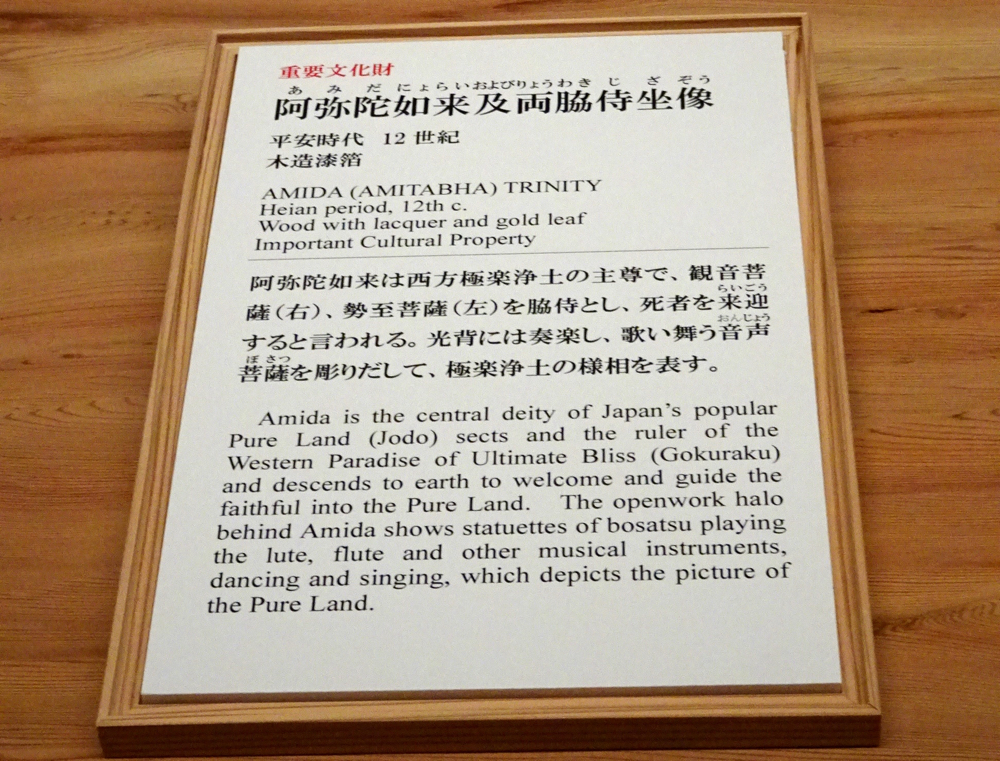 重要文化財
あみだにょらいおよびりょうわきじざぞう
阿弥陀如来及両脇侍坐像
平安時代 12世紀
木造漆箔
AMIDA (AMITABHA) TRINITY
Heian period, 12th c.
Wood with lacquer and gold leaf
Important Cultural Property
阿弥陀如来は西方極楽浄土の主尊で、観音菩
らいごう
薩(右)、勢至菩薩(左)を脇侍とし、死者を来迎
おんじょう
すると言われる。光背には奏楽し、歌い舞う音声
ぼさつ
菩薩を彫りだして、極楽浄土の様相を表す。
Amida is the central deity of Japan's popular
Pure Land (Jodo) sects and the ruler of the
Western Paradise of Ultimate Bliss (Gokuraku)
and descends to earth to welcome and guide the
faithful into the Pure Land. The openwork halo
behind Amida shows statuettes of bosatsu playing
the lute, flute and other musical instruments,
dancing and singing, which depicts the picture of
the Pure Land.